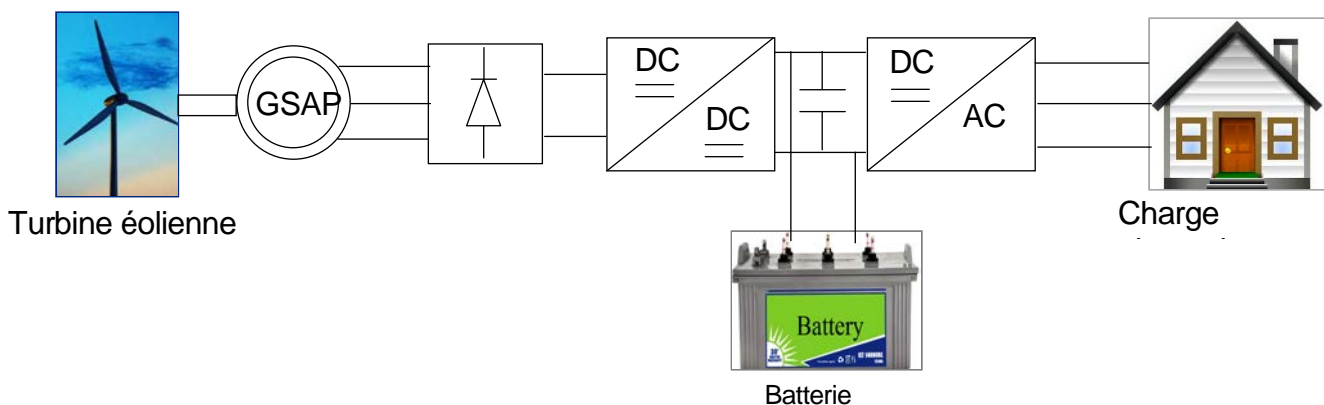 GSAP
DC
DC
DC
AC
Turbine éolienne
Charge
Battery
Batterie